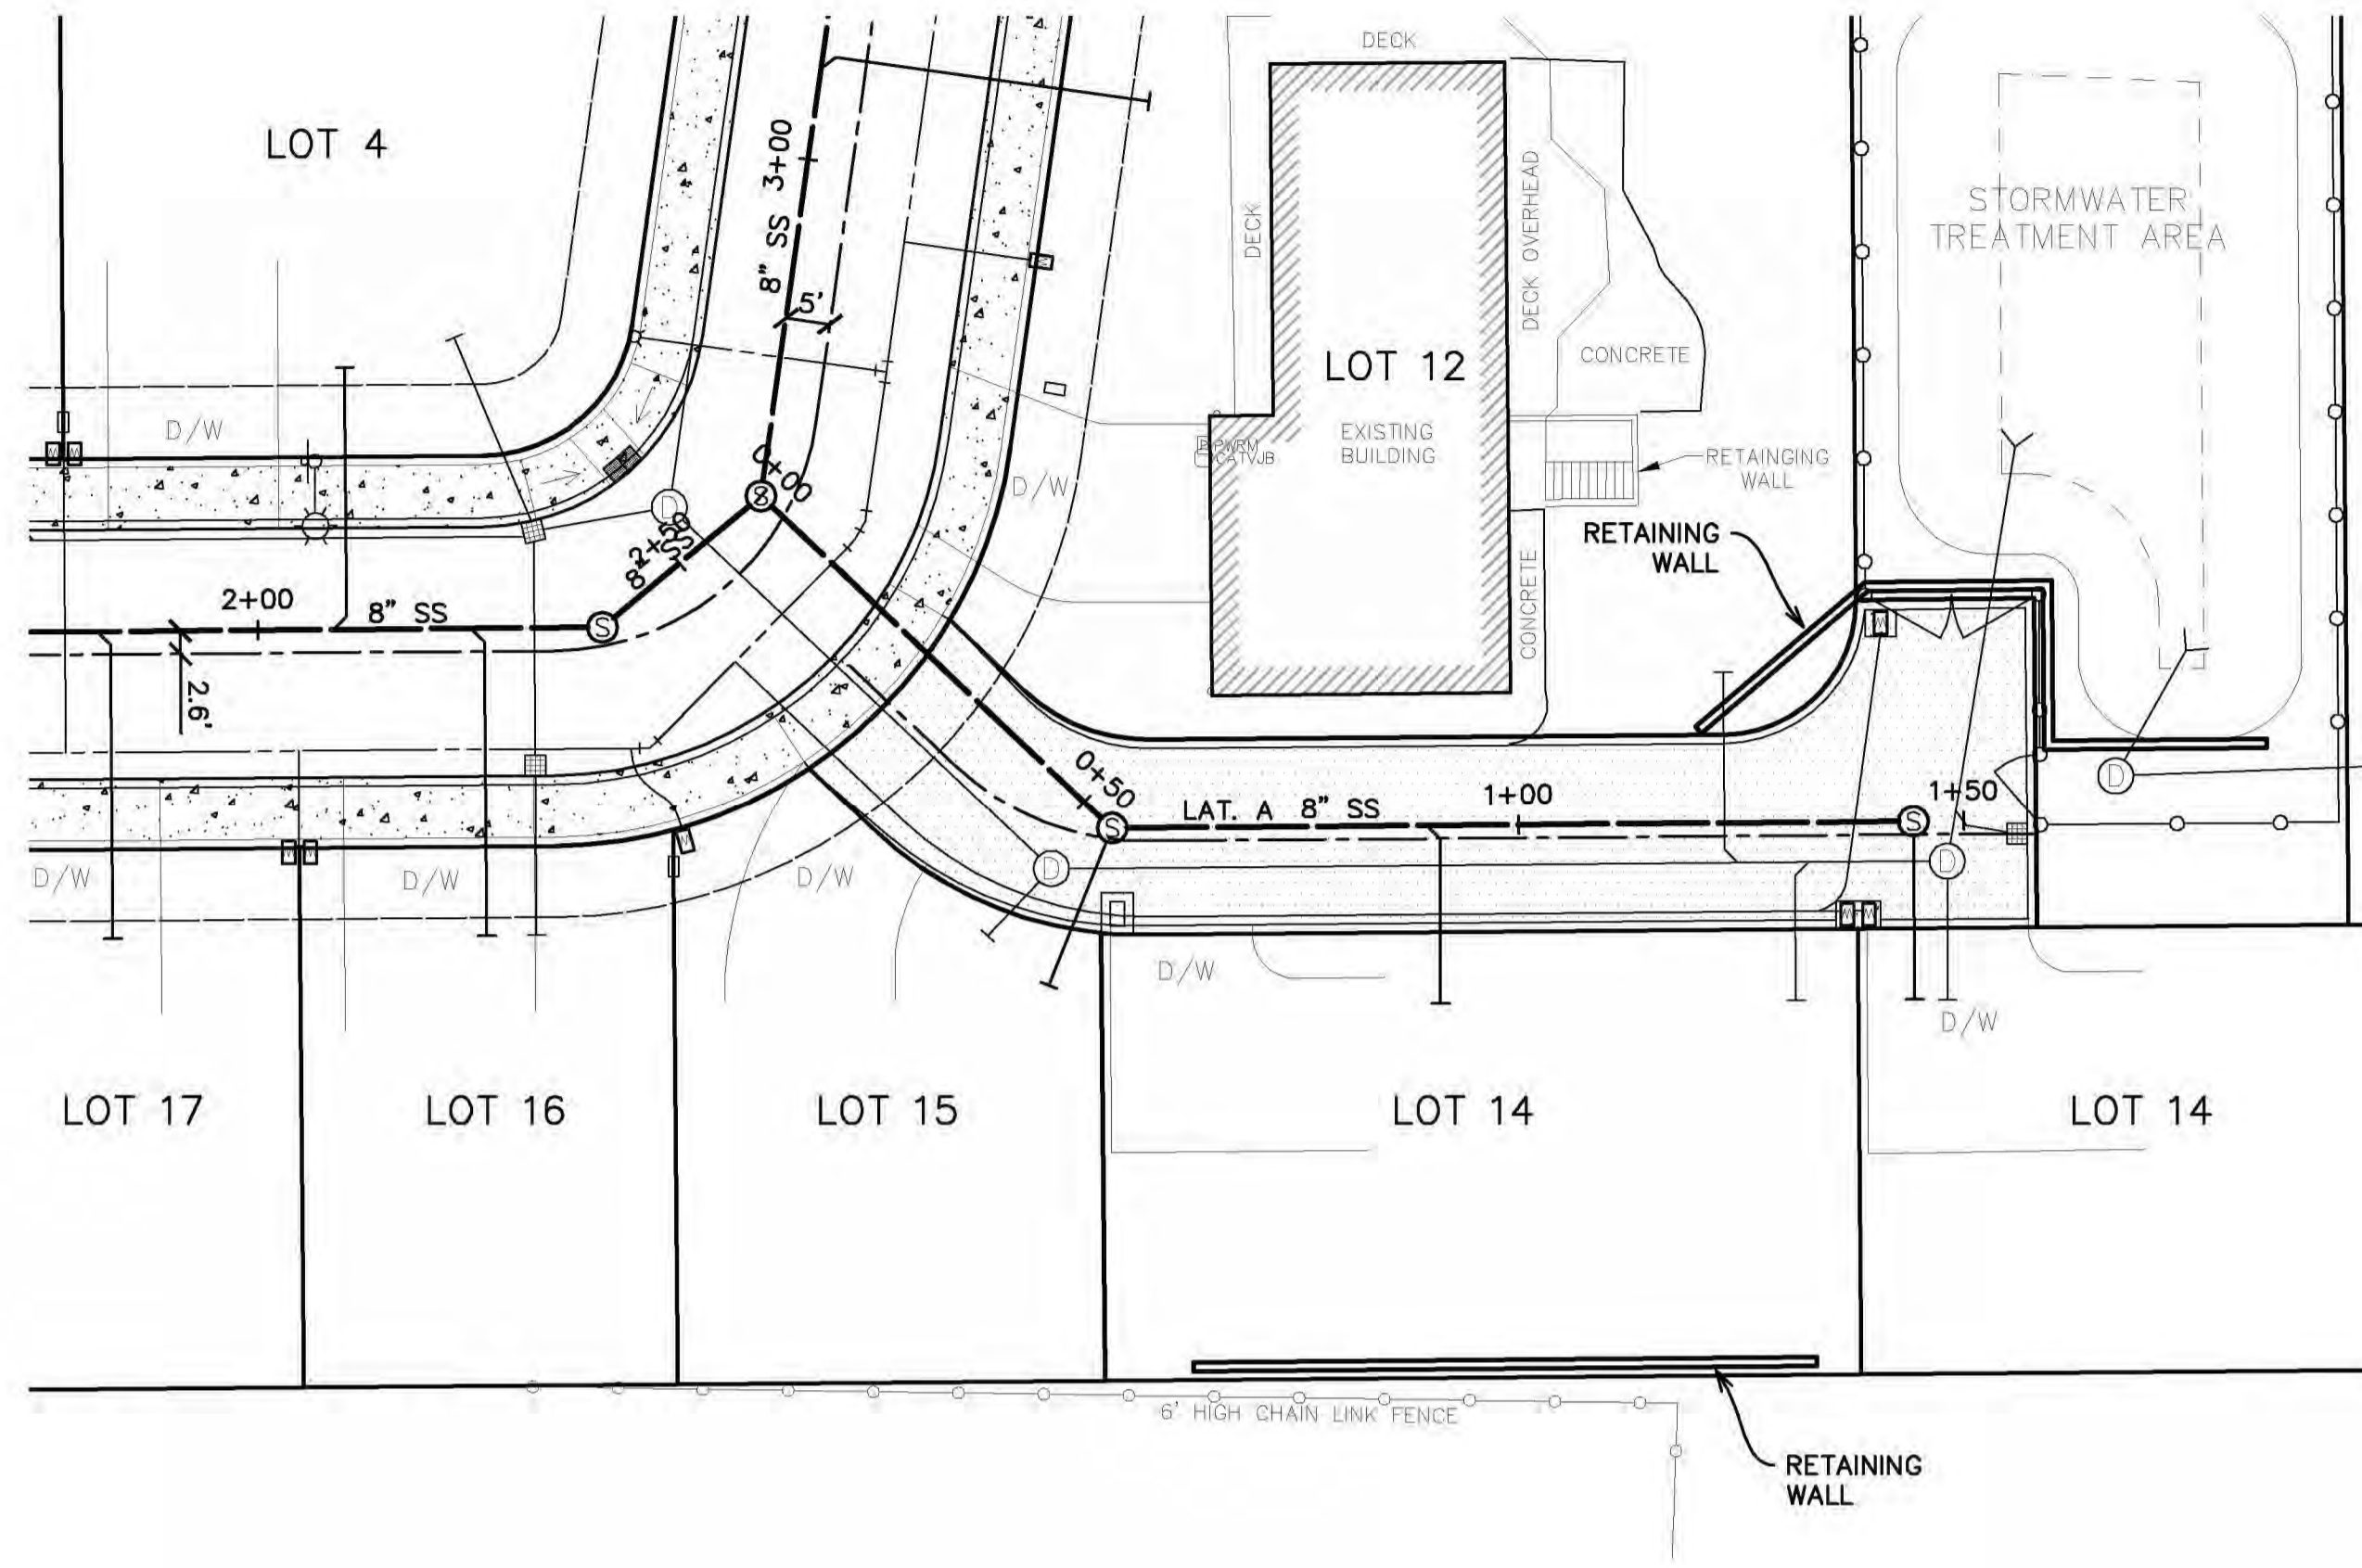 DECK
LOT 4
3+00
8" SS
5'
DECK
DECK OVERHEAD
STORMWATER
TREATMENT AREA
LOT 12
CONCRETE
EXISTING
BUILDING
D/W
PWRM
CATVJB
RETAINGING
WALL
D/W
RETAINING
WALL
0+00
D
S
8" SS
2+50
CONCRETE
2+00
8" SS
S
2.6'
0+50
LAT. A 8" SS
1+00
1+50
S
S
D
D
D
D/W
D/W
D/W
D/W
D/W
LOT 17
LOT 16
LOT 15
LOT 14
LOT 14
6' HIGH CHAIN LINK FENCE
RETAINING
WALL